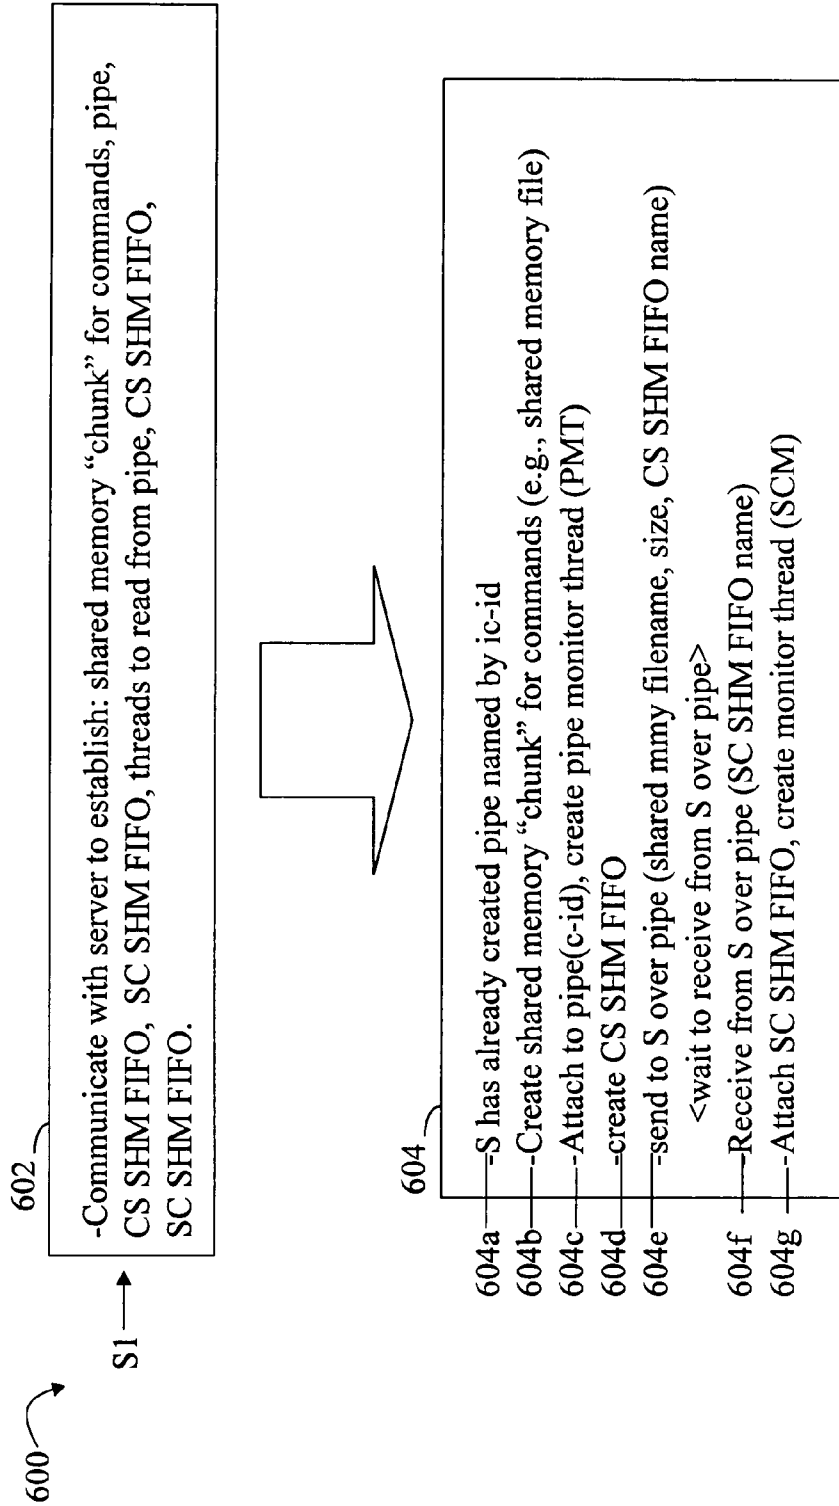 600
602
S1
-Communicate with server to establish: shared memory “chunk” for commands, pipe,
CS SHM FIFO, SC SHM FIFO, threads to read from pipe, CS SHM FIFO,
SC SHM FIFO.
604
604a -S has already created pipe named by ic-id
604b -Create shared memory “chunk” for commands (e.g., shared memory file)
604c -Attach to pipe(c-id), create pipe monitor thread (PMT)
604d -create CS SHM FIFO
604e -send to S over pipe (shared mmy filename, size, CS SHM FIFO name)
<wait to receive from S over pipe>
604f -Receive from S over pipe (SC SHM FIFO name)
604g -Attach SC SHM FIFO, create monitor thread (SCM)